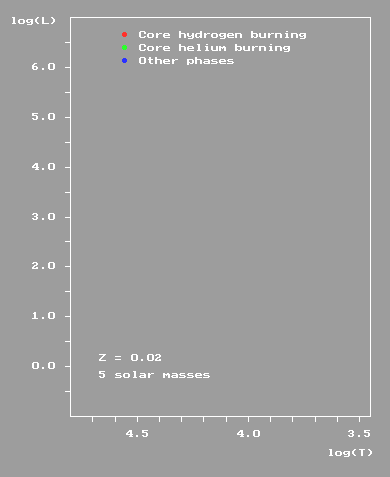 log(L)
Core hydrogen burning
Core helium burning
Other phases
6.0
5.0
4.0
3.0
2.0
1.0
0.0
Z = 0.02
5 solar masses
4.5 4.0 3.5
log(T)